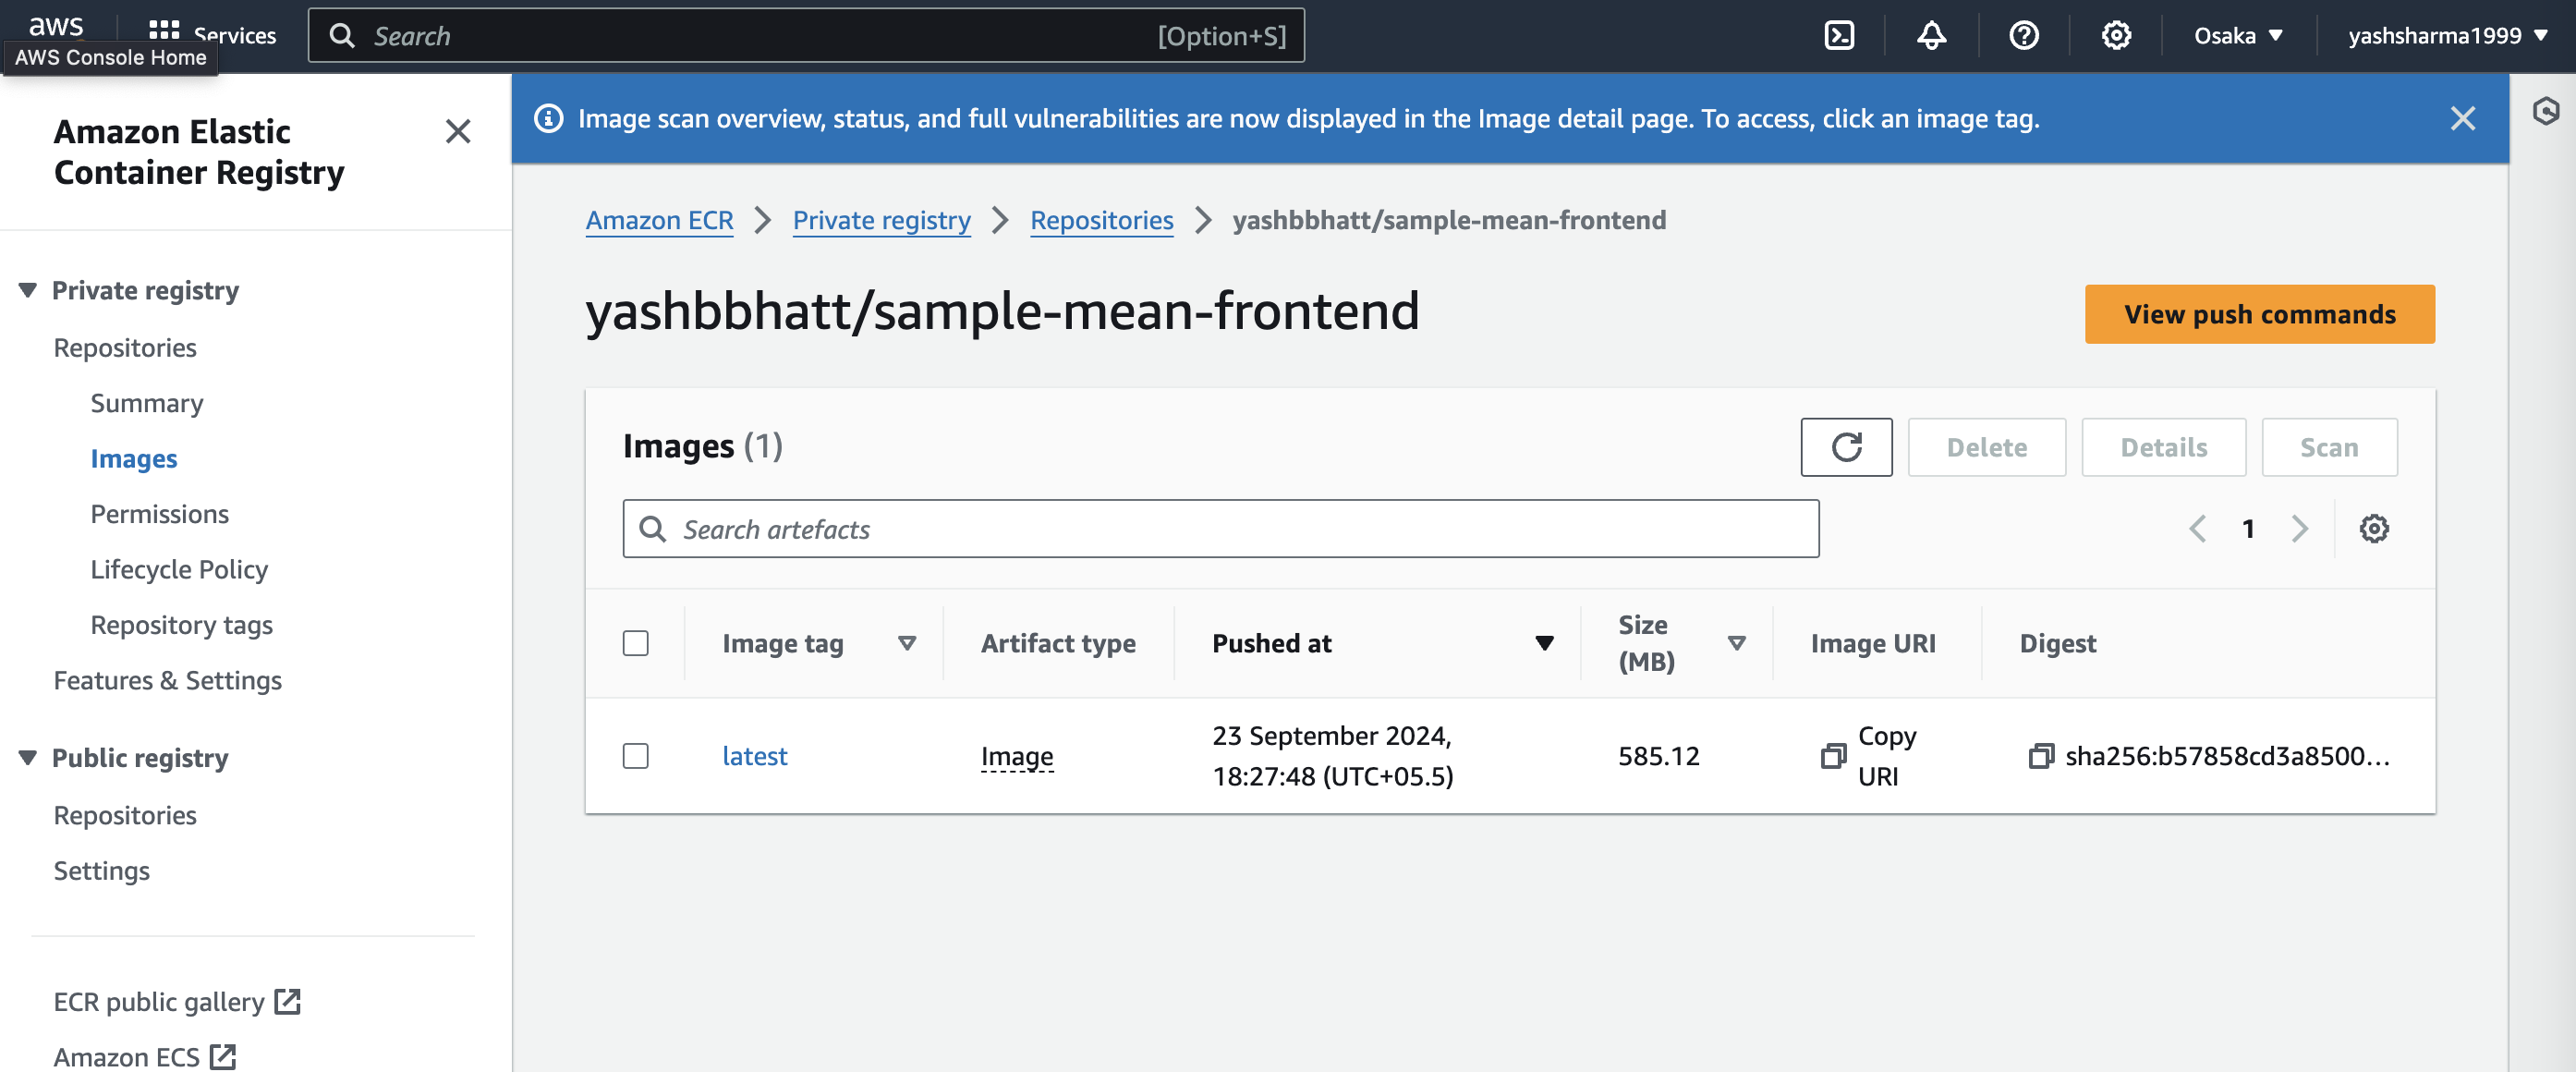 aws
Services
Search
[Option+S]
Osaka
yashsharma1999
AWS Console Home
Amazon Elastic
Container Registry
Private registry
Repositories
Summary
Images
Permissions
Lifecycle Policy
Repository tags
Features & Settings
Public registry
Repositories
Settings
ECR public gallery
Amazon ECS
Image scan overview, status, and full vulnerabilities are now displayed in the Image detail page. To access, click an image tag.
Amazon ECR
Private registry
Repositories
yashbbhatt/sample-mean-frontend
yashbbhatt/sample-mean-frontend
View push commands
Images (1)
Delete
Details
Scan
Search artefacts
1
Image tag
Artifact type
Pushed at
Size
(MB)
Image URI
Digest
latest
Image
23 September 2024,
18:27:48 (UTC+05.5)
585.12
Copy
URI
sha256:b57858cd3a8500...